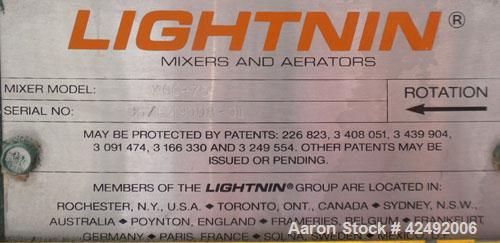 LIGHTNIN®
MIXERS AND AERATORS
MIXER MODEL:
SERIAL NO:
ROTATION
MAY BE PROTECTED BY PATENTS: 226 823, 3 408 051, 3 439 904,
3 091 474, 3 166 330 AND 3 249 554. OTHER PATENTS MAY BE
ISSUED OR PENDING.
MEMBERS OF THE LIGHTNIN® GROUP ARE LOCATED IN:
ROCHESTER, N.Y., U.S.A. ◆ TORONTO, ONT., CANADA ◆ SYDNEY, N.S.W.,
AUSTRALIA ◆ POYNTON, ENGLAND ◆ FRAMERIES, BELGIUM ◆ FRANKFURT,
GERMANY ◆ PARIS, FRANCE ◆ SOLNA, SWEDEN ◆
Aaron Stock # 42492006